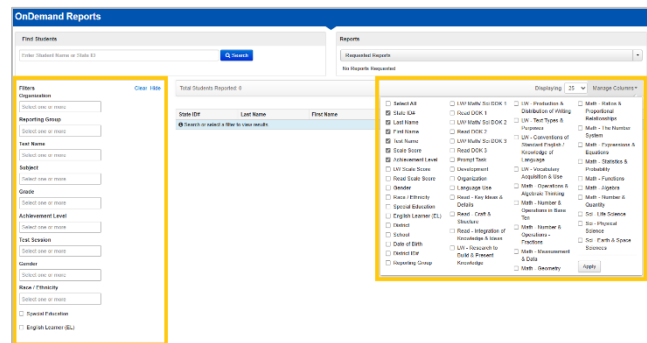 OnDemand Reports
Find Students
Enter Student Name or State ID
Search
Reports
Requested Reports
No Reports Requested
Filters
Clear Hide
Organization
Select one or more
Reporting Group
Select one or more
Test Name
Select one or more
Subject
Select one or more
Grade
Select one or more
Achievement Level
Select one or more
Test Session
Select one or more
Gender
Select one or more
Race / Ethnicity
Select one or more
Special Education
English Learner (EL)
Total Students Reported: 0
State ID# Last Name First Name
Search or select a filter to view results.
Displaying 25 Manage Columns
Select All
State ID#
Last Name
First Name
Test Name
Scale Score
Achievement Level
LW Scale Score
Read Scale Score
Gender
Race / Ethnicity
Special Education
English Learner (EL)
District
School
Date of Birth
District ID#
Reporting Group
LW/ Math/ Sci DOK 1
Read DOK 1
LW/ Math/ Sci DOK 2
Read DOK 2
LW/ Math/ Sci DOK 3
Read DOK 3
Prompt Task
Development
Organization
Language Use
Read - Key Ideas &
Details
Read - Craft &
Structure
Read - Integration of
Knowledge & Ideas
LW - Research to
Build & Present
Knowledge
LW - Production &
Distribution of Writing
LW - Text Types &
Purposes
LW - Conventions of
Standard English /
Knowledge of
Language
LW - Vocabulary
Acquisition & Use
Math - Operations &
Algebraic Thinking
Math - Number &
Operations in Base
Ten
Math - Number &
Operations -
Fractions
Math - Measurement
& Data
Math - Geometry
Math - Ratios &
Proportional
Relationships
Math - The Number
System
Math - Expressions &
Equations
Math - Statistics &
Probability
Math - Functions
Math - Algebra
Math - Number &
Quantity
Sci - Life Science
Sci - Physical
Science
Sci - Earth & Space
Sciences
Apply